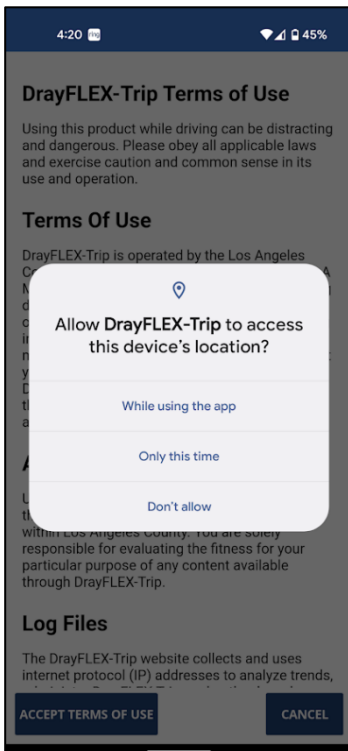 4:20 ring 45%
DrayFLEX-Trip Terms of Use
Using this product while driving can be distracting
and dangerous. Please obey all applicable laws
and exercise caution and common sense in its
use and operation.
Terms Of Use
DrayFLEX-Trip is operated by the Los Angeles
Allow DrayFLEX-Trip to access
this device's location?
While using the app
Only this time
Don't allow
within Los Angeles County. You are solely
responsible for evaluating the fitness for your
particular purpose of any content available
through DrayFLEX-Trip.
Log Files
The DrayFLEX-Trip website collects and uses
internet protocol (IP) addresses to analyze trends,
ACCEPT TERMS OF USE
CANCEL